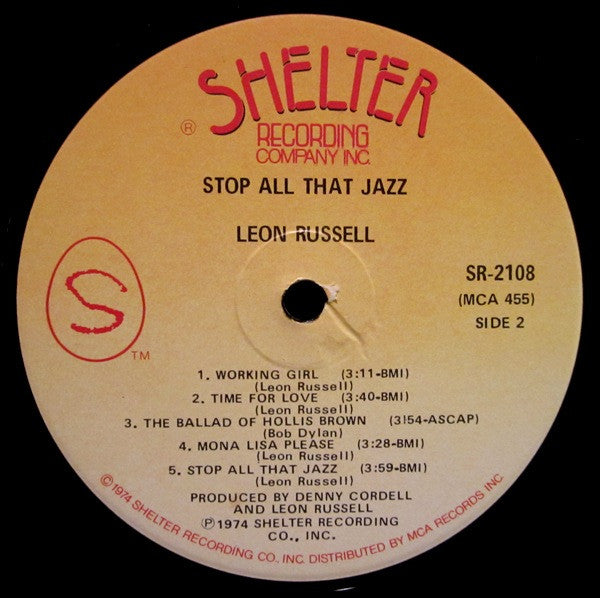 SHELTER
®
RECORDING
COMPANY INC.
STOP ALL THAT JAZZ
LEON RUSSELL
S
TM
SR-2108
(MCA 455)
SIDE 2
1. WORKING GIRL (3:11-BMI)
(Leon Russell)
2. TIME FOR LOVE (3:40-BMI)
(Leon Russell)
3. THE BALLAD OF HOLLIS BROWN (3!54-ASCAP)
(Bob Dylan)
4. MONA LISA PLEASE (3:28-BMI)
(Leon Russell)
5. STOP ALL THAT JAZZ (3:59-BMI)
(Leon Russell)
PRODUCED BY DENNY CORDELL
AND LEON RUSSELL
℗1974 SHELTER RECORDING
CO., INC.
©1974 SHELTER RECORDING CO., INC. DISTRIBUTED BY MCA RECORDS INC.